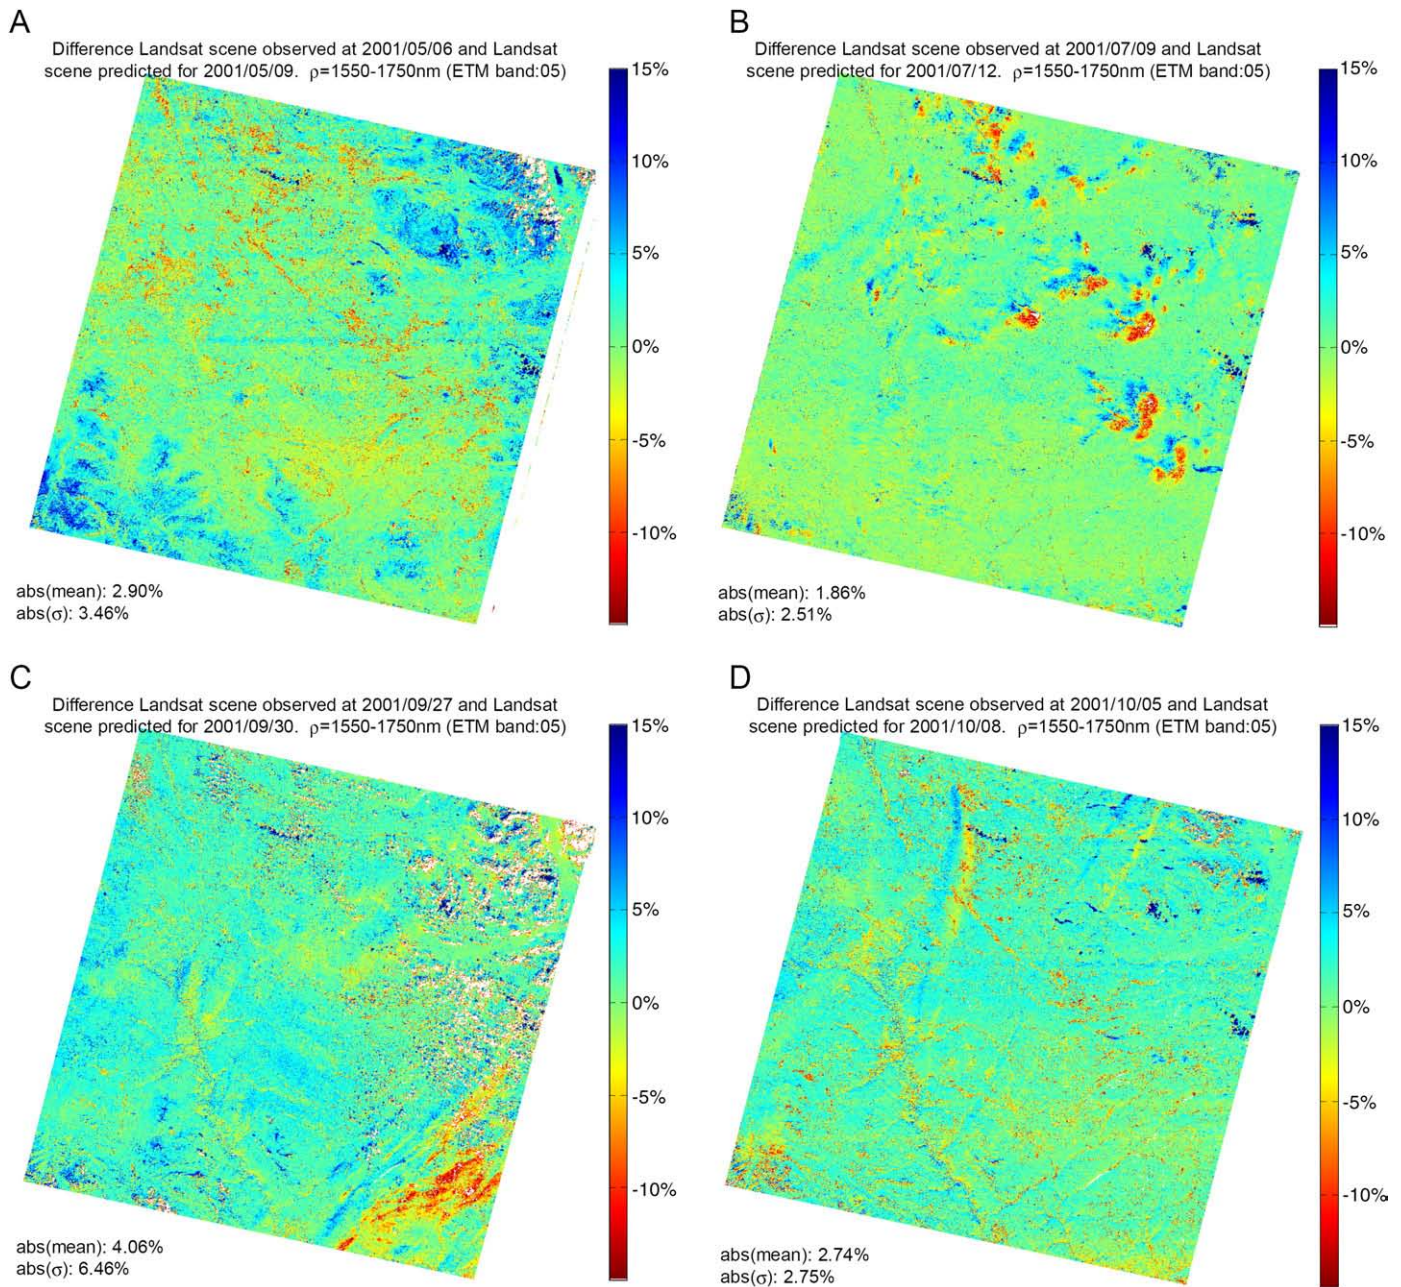 A
Difference Landsat scene observed at 2001/05/06 and Landsat
scene predicted for 2001/05/09. ρ=1550-1750nm (ETM band:05)
15%
10%
5%
0%
-5%
-10%
abs(mean): 2.90%
abs(σ): 3.46%
B
Difference Landsat scene observed at 2001/07/09 and Landsat
scene predicted for 2001/07/12. ρ=1550-1750nm (ETM band:05)
15%
10%
5%
0%
-5%
-10%
abs(mean): 1.86%
abs(σ): 2.51%
C
Difference Landsat scene observed at 2001/09/27 and Landsat
scene predicted for 2001/09/30. ρ=1550-1750nm (ETM band:05)
15%
10%
5%
0%
-5%
-10%
abs(mean): 4.06%
abs(σ): 6.46%
D
Difference Landsat scene observed at 2001/10/05 and Landsat
scene predicted for 2001/10/08. ρ=1550-1750nm (ETM band:05)
15%
10%
5%
0%
-5%
-10%
abs(mean): 2.74%
abs(σ): 2.75%